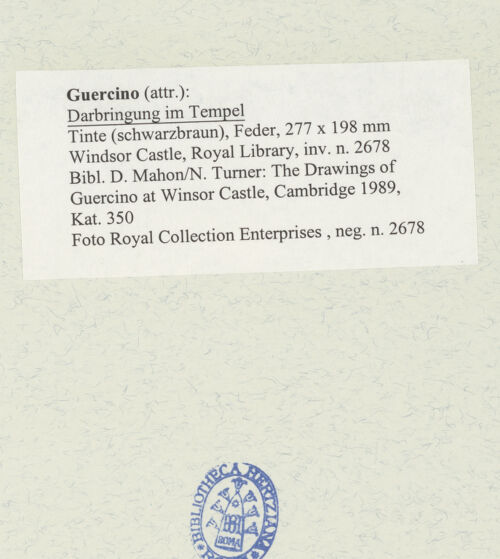 Guercino (attr.):
Darbringung im Tempel
Tinte (schwarzbraun), Feder, 277 x 198 mm
Windsor Castle, Royal Library, inv. n. 2678
Bibl. D. Mahon/N. Turner: The Drawings of
Guercino at Winsor Castle, Cambridge 1989,
Kat. 350
Foto Royal Collection Enterprises , neg. n. 2678
BIBLIOTHECA HERTZIANA
ROMA